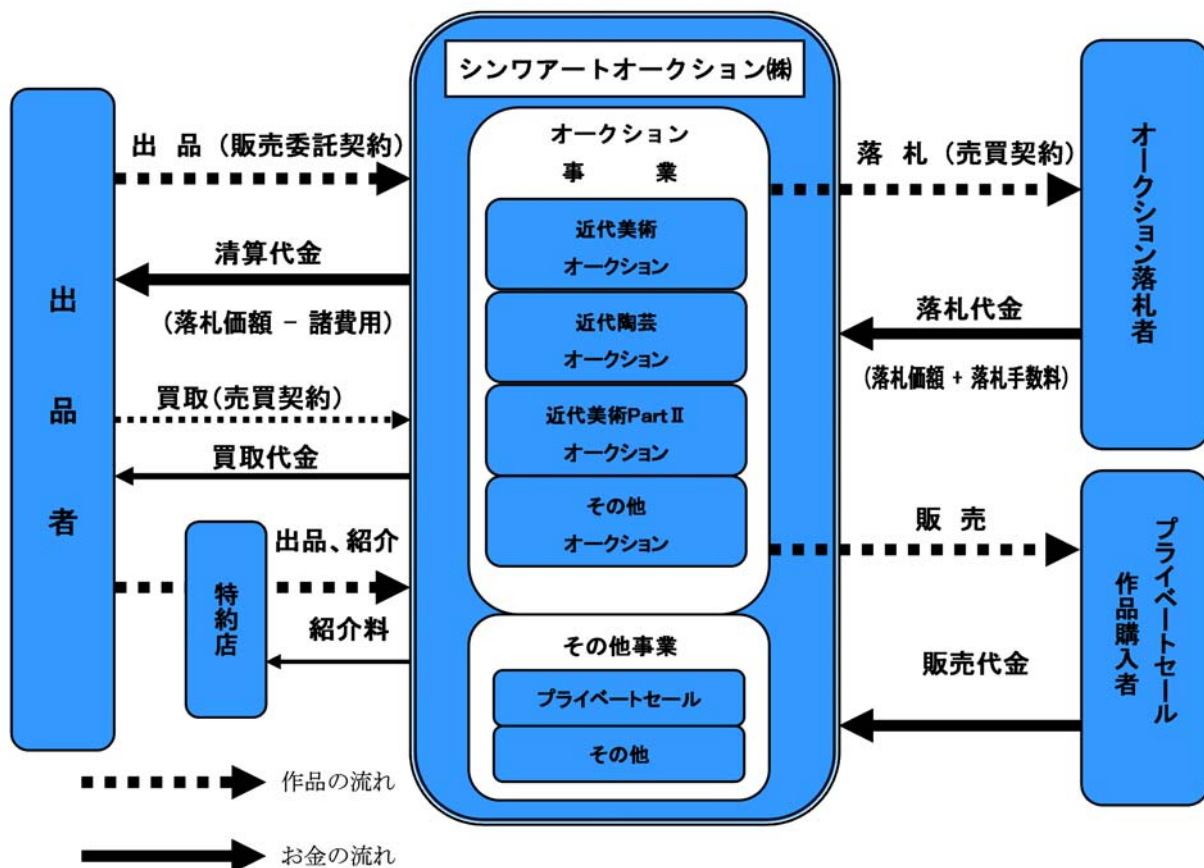 シンワアートオークション㈱
出品者
出 品 (販売委託契約)
清算代金
(落札価額 － 諸費用)
買取(売買契約)
買取代金
出品、紹介
特約店
紹介料
オークション
事 業
近代美術
オークション
近代陶芸
オークション
近代美術PartⅡ
オークション
その他
オークション
その他事業
プライベートセール
その他
落 札 (売買契約)
落札代金
(落札価額 + 落札手数料)
オークション落札者
販 売
販売代金
プライベートセール
作品購入者
作品の流れ
お金の流れ